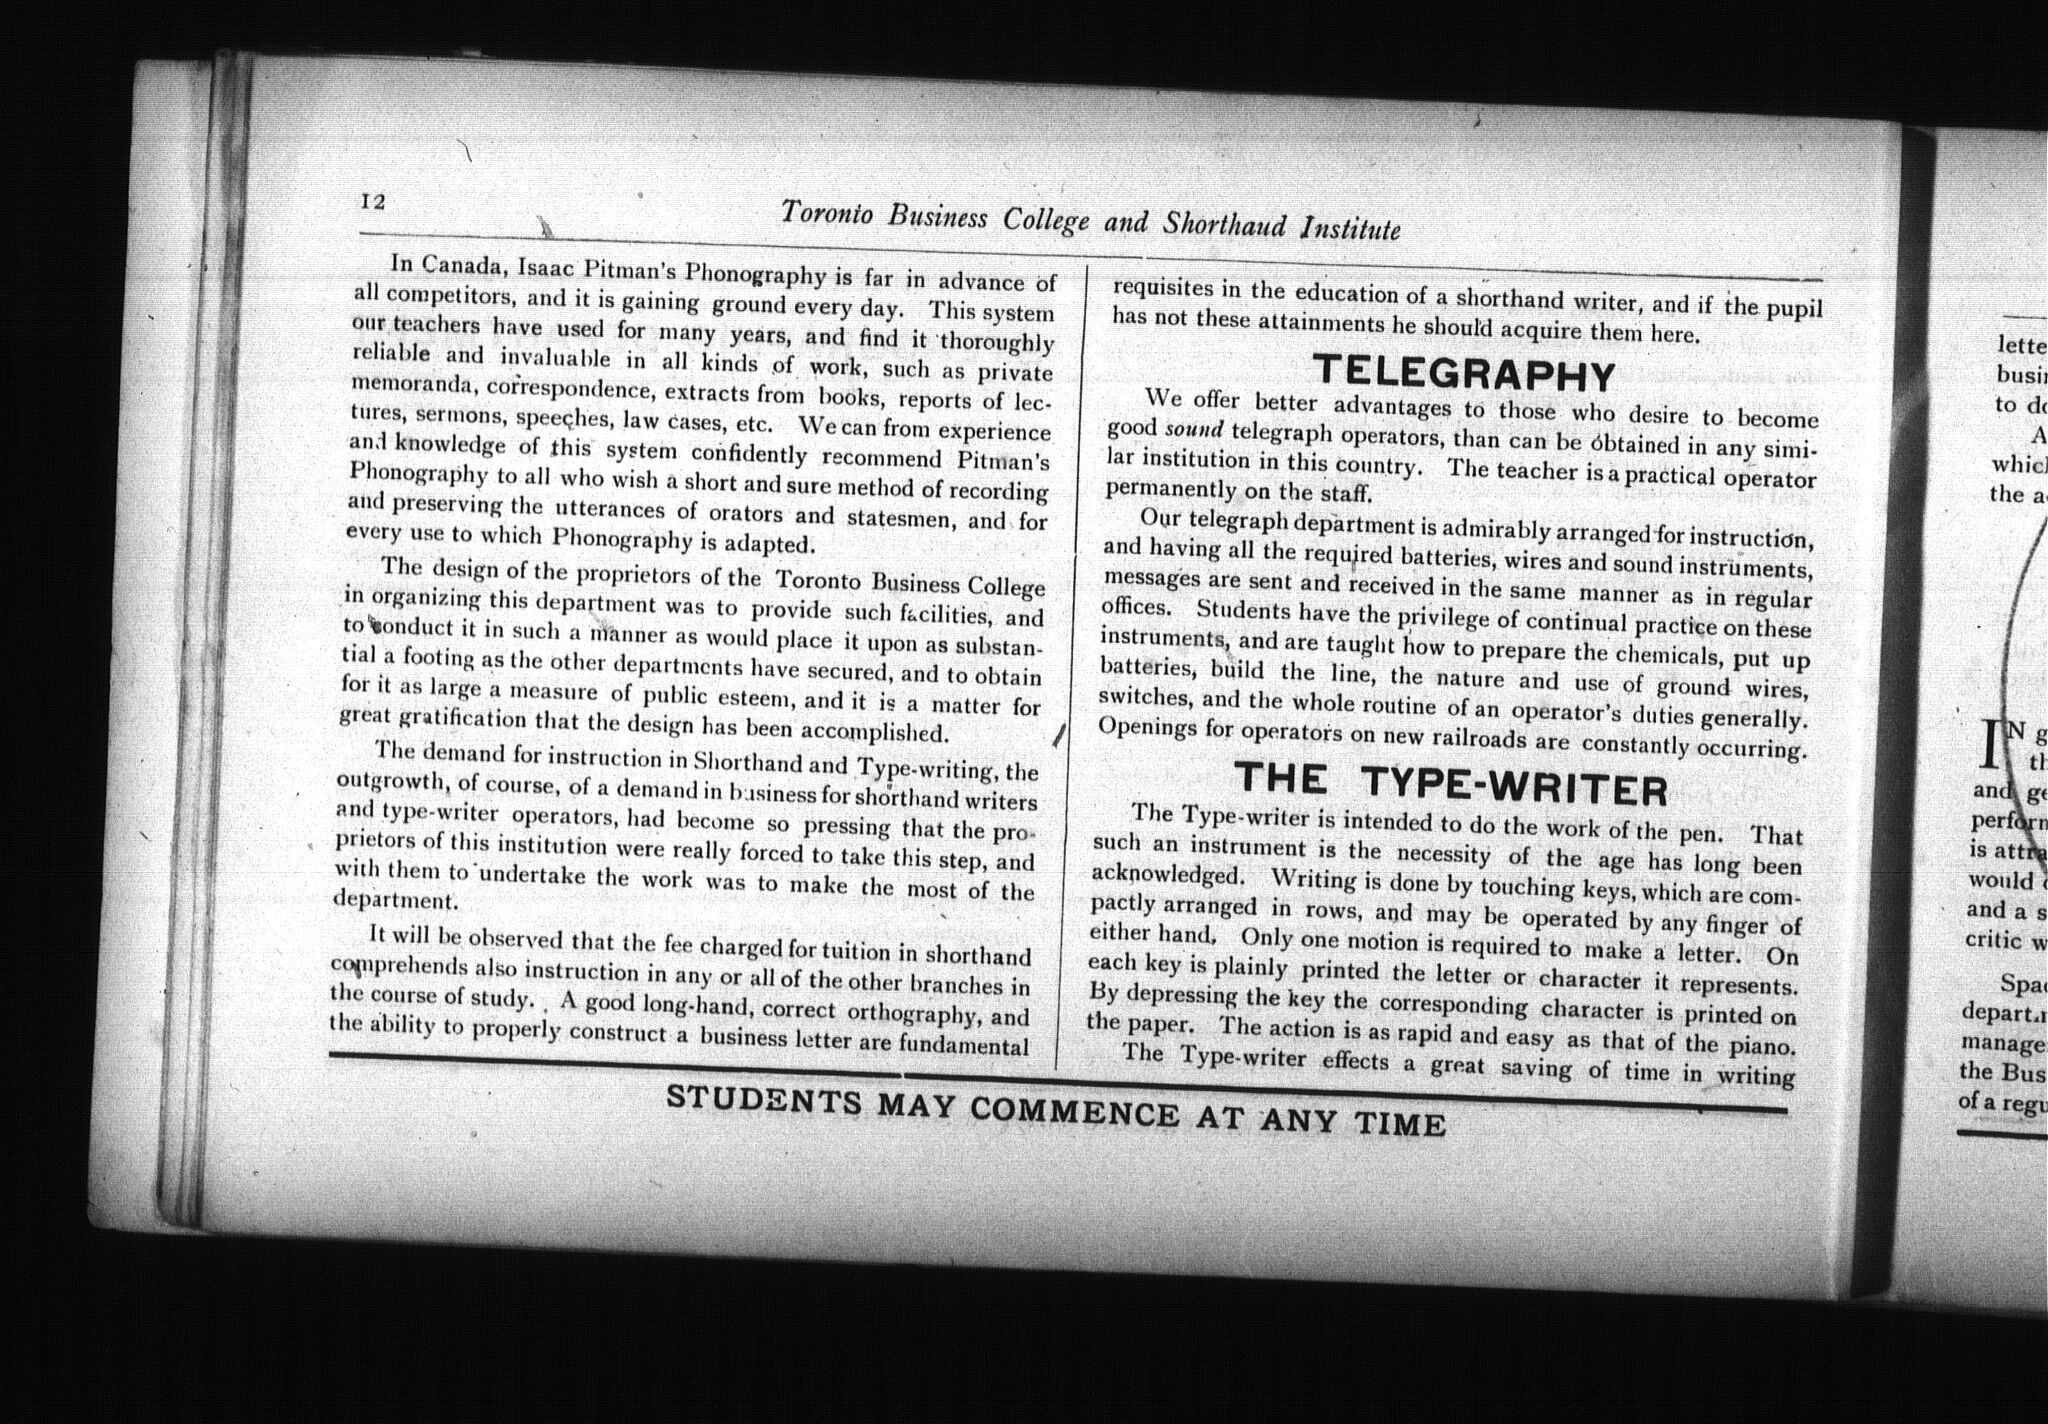 12
Toronto Business College and Shorthaud Institute
In Canada, Isaac Pitman's Phonography is far in advance of
all competitors, and it is gaining ground every day. This system
our teachers have used for many years, and find it thoroughly
reliable and invaluable in all kinds of work, such as private
memoranda, correspondence, extracts from books, reports of lec-
tures, sermons, speeches, law cases, etc. We can from experience
and knowledge of this system confidently recommend Pitman's
Phonography to all who wish a short and sure method of recording
and preserving the utterances of orators and statesmen, and for
every use to which Phonography is adapted.
The design of the proprietors of the Toronto Business College
in organizing this department was to provide such facilities, and
to conduct it in such a manner as would place it upon as substan-
tial a footing as the other departments have secured, and to obtain
for it as large a measure of public esteem, and it is a matter for
great gratification that the design has been accomplished.
The demand for instruction in Shorthand and Type-writing, the
outgrowth, of course, of a demand in business for shorthand writers
and type-writer operators, had become so pressing that the pro-
prietors of this institution were really forced to take this step, and
with them to undertake the work was to make the most of the
department.
It will be observed that the fee charged for tuition in shorthand
comprehends also instruction in any or all of the other branches in
the course of study. A good long-hand, correct orthography, and
the ability to properly construct a business letter are fundamental
requisites in the education of a shorthand writer, and if the pupil
has not these attainments he should acquire them here.
TELEGRAPHY
We offer better advantages to those who desire to become
good sound telegraph operators, than can be obtained in any simi-
lar institution in this country. The teacher is a practical operator
permanently on the staff.
Our telegraph department is admirably arranged for instruction,
and having all the required batteries, wires and sound instruments,
messages are sent and received in the same manner as in regular
offices. Students have the privilege of continual practice on these
instruments, and are taught how to prepare the chemicals, put up
batteries, build the line, the nature and use of ground wires,
switches, and the whole routine of an operator's duties generally.
Openings for operators on new railroads are constantly occurring.
THE TYPE-WRITER
The Type-writer is intended to do the work of the pen. That
such an instrument is the necessity of the age has long been
acknowledged. Writing is done by touching keys, which are com-
pactly arranged in rows, and may be operated by any finger of
either hand. Only one motion is required to make a letter. On
each key is plainly printed the letter or character it represents.
By depressing the key the corresponding character is printed on
the paper. The action is as rapid and easy as that of the piano.
The Type-writer effects a great saving of time in writing
STUDENTS MAY COMMENCE AT ANY TIME
lette
busin
to do
A
which
the a
IN g
th
and ge
perform
is attra
would
and a s
critic w
Spac
manage
the Bus
of a regu